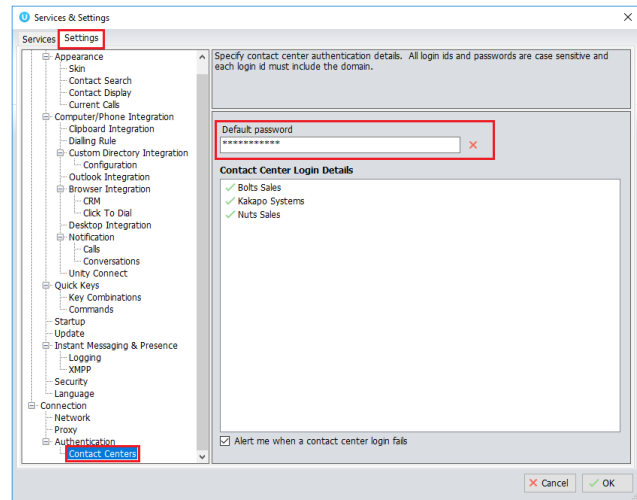 Services & Settings
Services Settings
Appearance
Skin
Contact Search
Contact Display
Current Calls
Computer/Phone Integration
Clipboard Integration
Dialing Rule
Custom Directory Integration
Configuration
Outlook Integration
Browser Integration
CRM
Click To Dial
Desktop Integration
Notification
Calls
Conversations
Unity Connect
Quick Keys
Key Combinations
Commands
Startup
Update
Instant Messaging & Presence
Logging
XMPP
Security
Language
Connection
Network
Proxy
Authentication
Contact Centers
Specify contact center authentication details. All login ids and passwords are case sensitive and
each login id must include the domain.
Default password
***********
Contact Center Login Details
Bolts Sales
Kakapo Systems
Nuts Sales
Alert me when a contact center login fails
Cancel OK